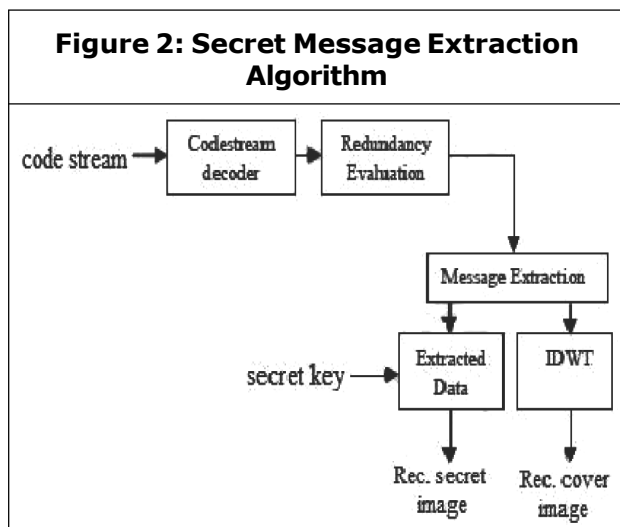 Figure 2: Secret Message Extraction
Algorithm
code stream
Codestream
decoder
Redundancy
Evaluation
Message Extraction
secret key
Extracted
Data
IDWT
Rec. secret
image
Rec. cover
image